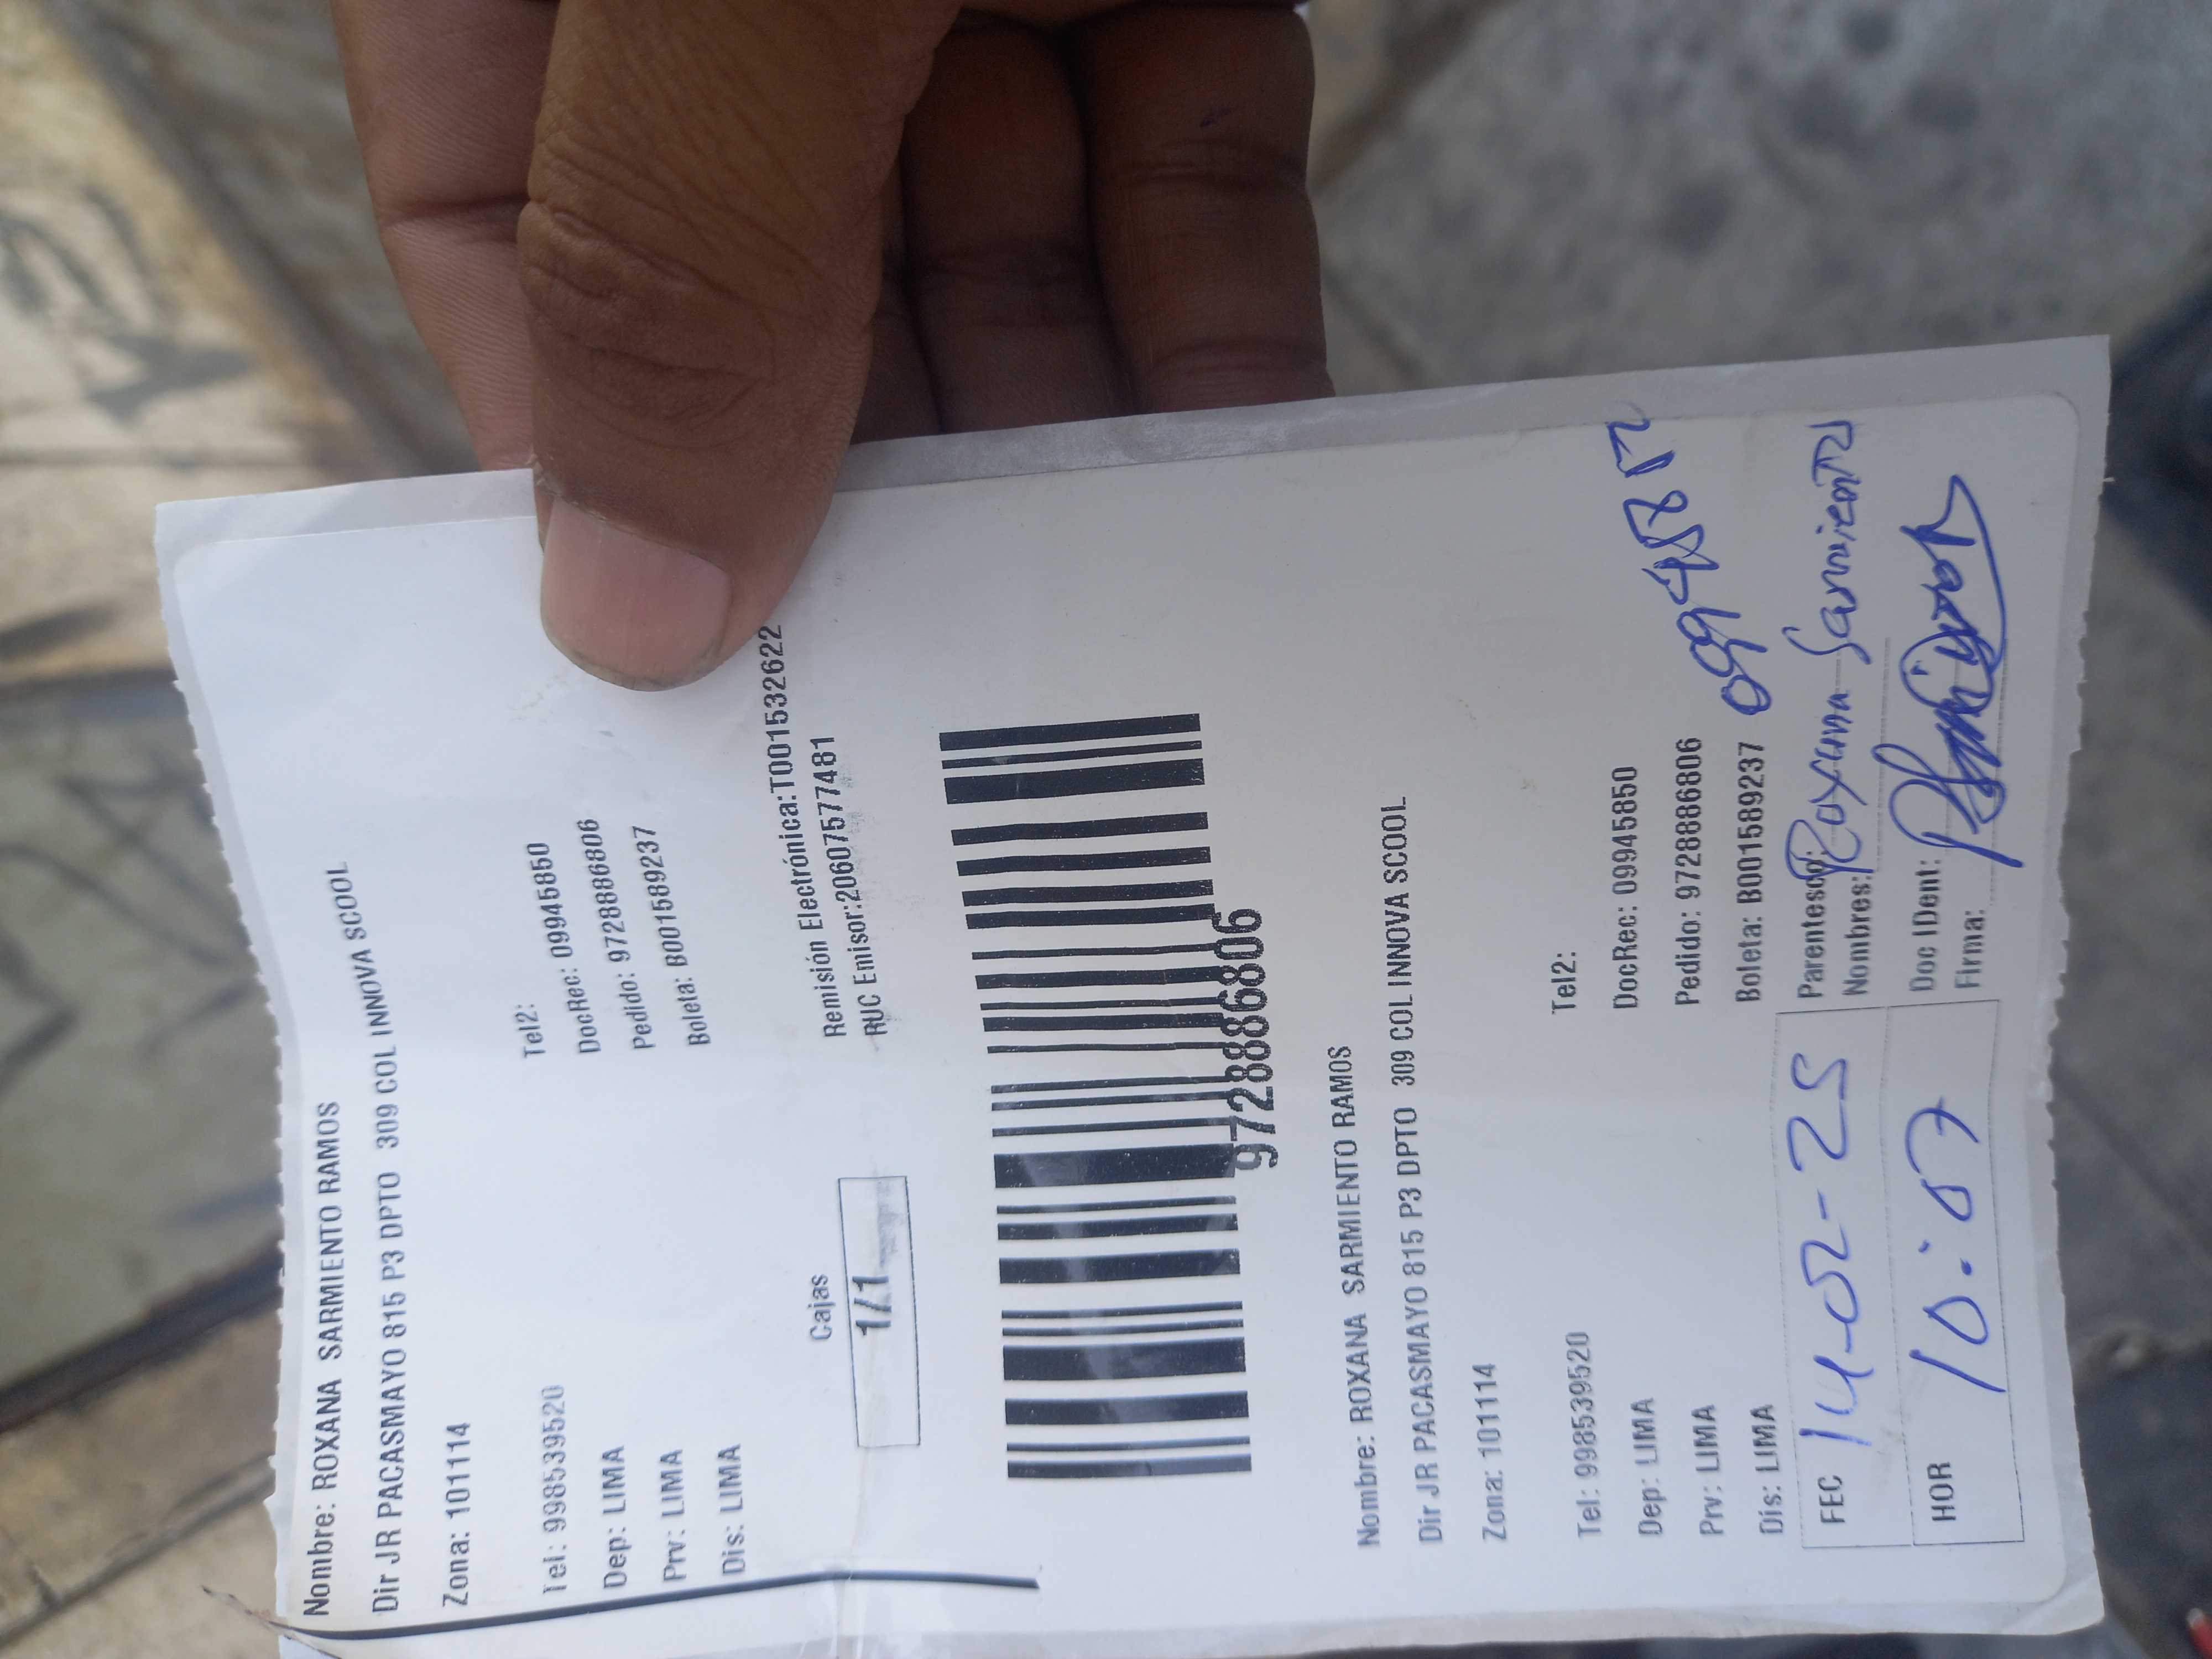 Nombre: ROXANA SARMIENTO RAMOS
Dir JR PACASMAYO 815 P3 DPTO 309 COL INNOVA SCOOL
Zona: 101114
Tel: 998539520
Tel2:
Dep: LIMA
DocRec: 09945850
Prv: LIMA
Pedido: 972888680​6
Dis: LIMA
Boleta: B001589237
Cajas
1/1
Remisión Electrónica:T001532622
RUC Emisor:20607577481
9728886806
Nombre: ROXANA SARMIENTO RAMOS
Dir JR PACASMAYO 815 P3 DPTO 309 COL INNOVA SCOOL
Zona: 101114
Tel: 998539520
Tel2:
Dep: LIMA
DocRec: 09945850
Prv: LIMA
Pedido: 9728886806
Dis: LIMA
Boleta: B001589237
FEC 14-02-25
Parentesco:
Nombres: Roxana Sarmiento
HOR 10:07
Doc IDent:
Firma: